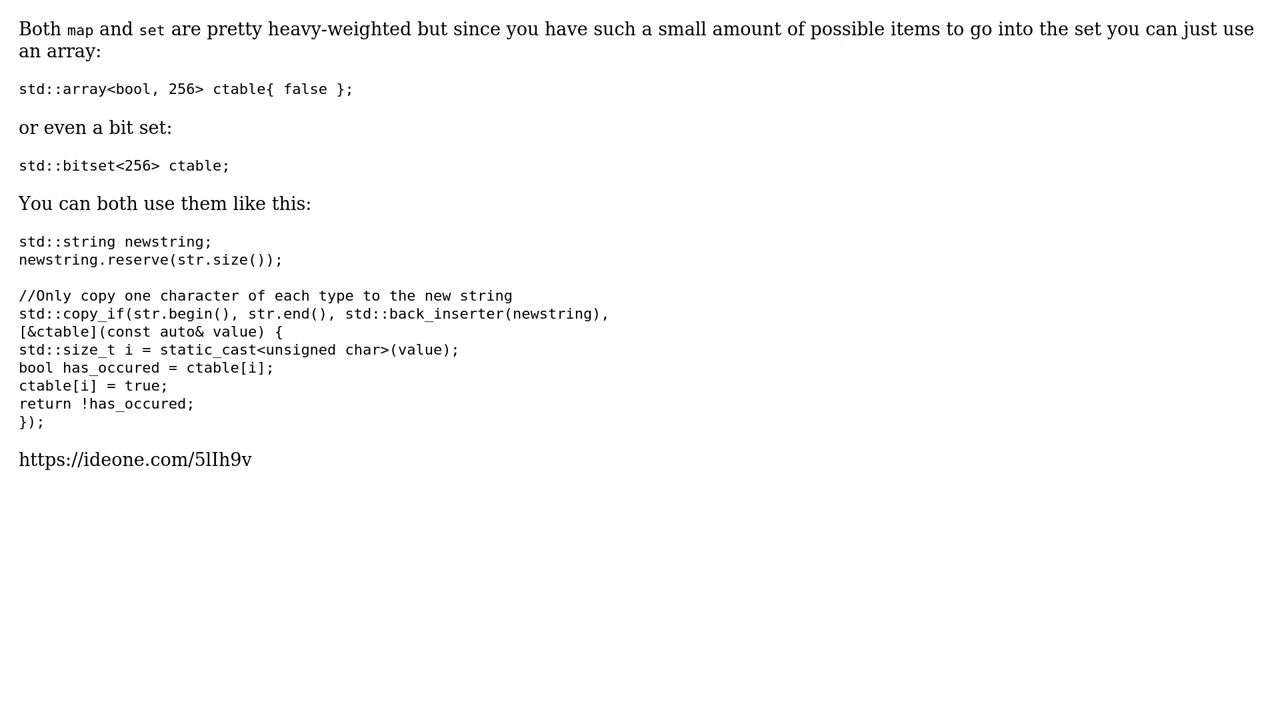 Both map and set are pretty heavy-weighted but since you have such a small amount of possible items to go into the set you can just use
an array:
std::array<bool, 256> ctable{ false };
or even a bit set:
std::bitset<256> ctable;
You can both use them like this:
std::string newstring;
newstring.reserve(str.size());
//Only copy one character of each type to the new string
std::copy_if(str.begin(), str.end(), std::back_inserter(newstring),
[&ctable](const auto& value) {
std::size_t i = static_cast<unsigned char>(value);
bool has_occured = ctable[i];
ctable[i] = true;
return !has_occured;
});
https://ideone.com/5lIh9v